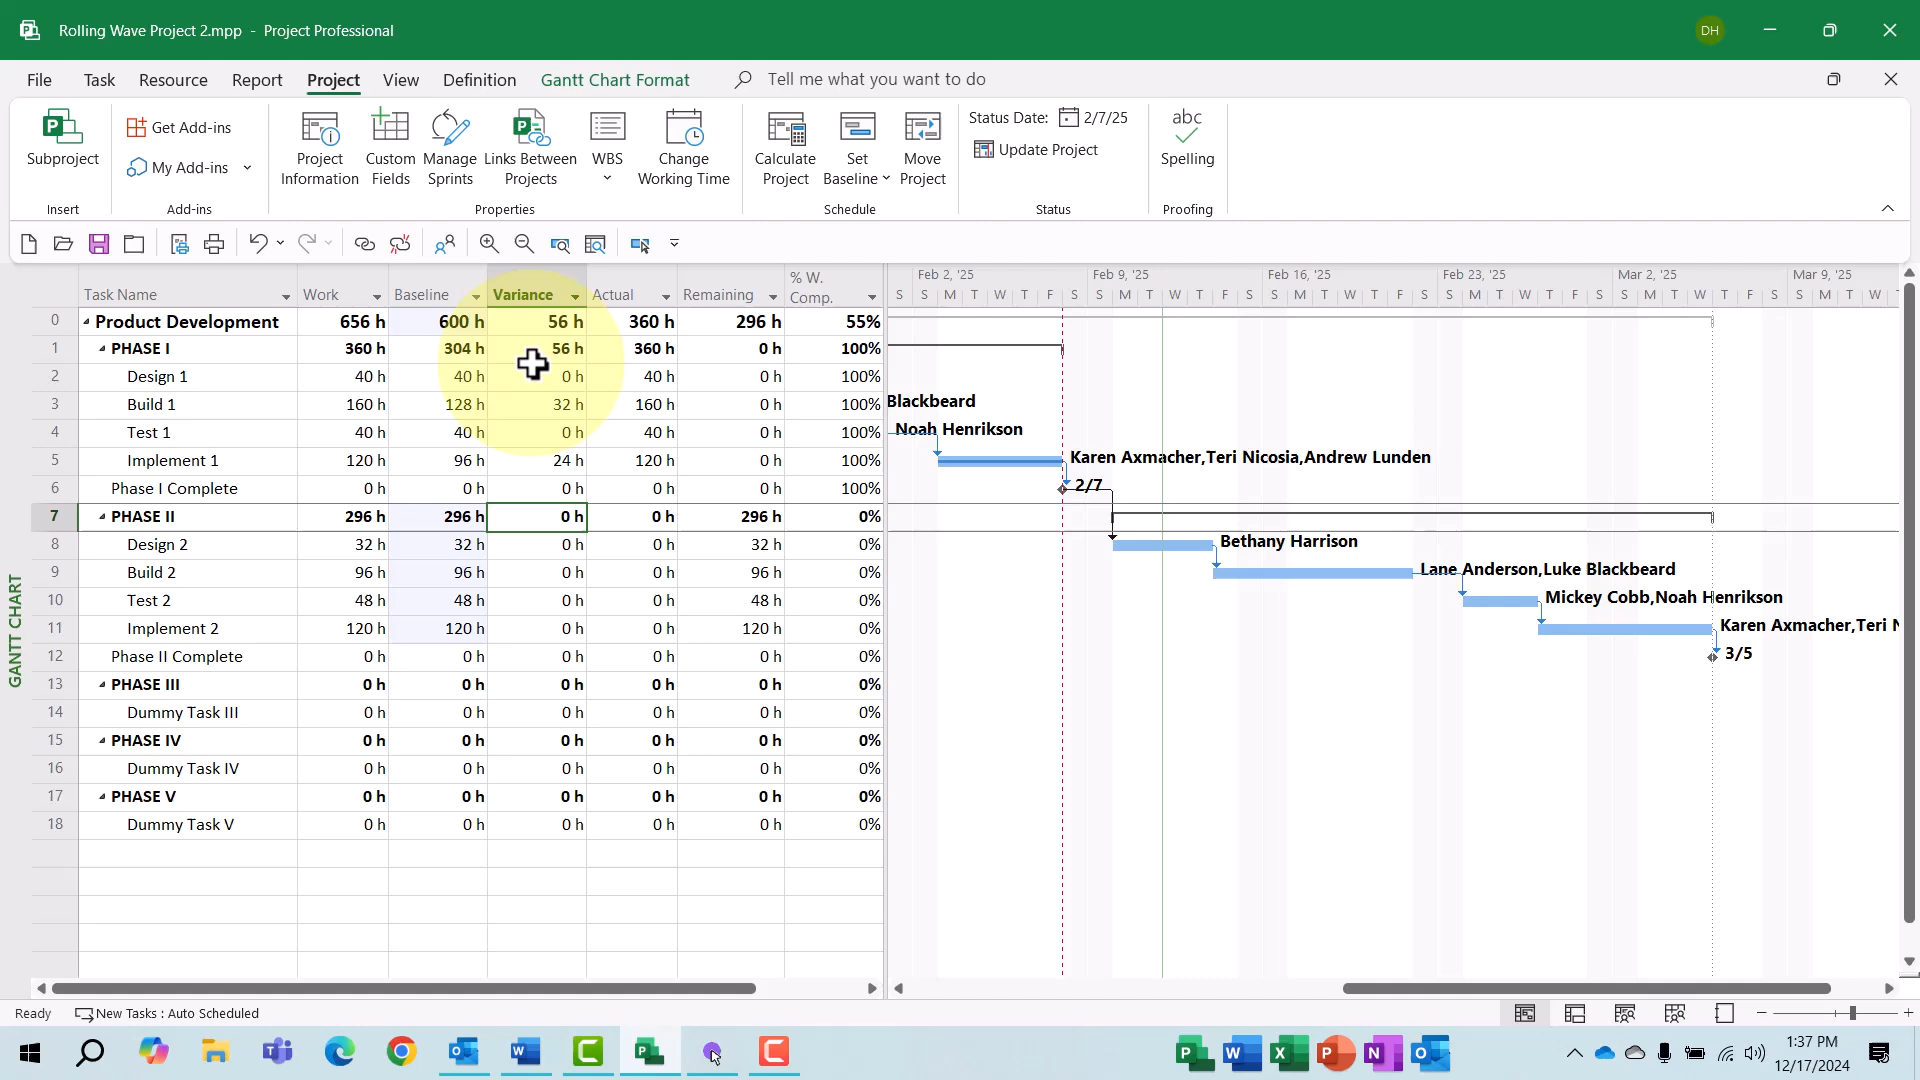 Rolling Wave Project 2.mpp - Project Professional
DH
File Task Resource Report Project View Definition Gantt Chart Format Tell me what you want to do
Subproject
Insert
Get Add-ins
My Add-ins
Add-ins
Project Information
Custom Fields
Manage Sprints
Links Between Projects
WBS
Change Working Time
Properties
Calculate Project
Set Baseline
Move Project
Schedule
Status Date: 2/7/25
Update Project
Status
abc
Spelling
Proofing
Task Name Work Baseline Variance Actual Remaining % W. Comp.
0 Product Development 656 h 600 h 56 h 360 h 296 h 55%
1 PHASE I 360 h 304 h 56 h 360 h 0 h 100%
2 Design 1 40 h 40 h 0 h 40 h 0 h 100%
3 Build 1 160 h 128 h 32 h 160 h 0 h 100%
4 Test 1 40 h 40 h 0 h 40 h 0 h 100%
5 Implement 1 120 h 96 h 24 h 120 h 0 h 100%
6 Phase I Complete 0 h 0 h 0 h 0 h 0 h 100%
7 PHASE II 296 h 296 h 0 h 0 h 296 h 0%
8 Design 2 32 h 32 h 0 h 0 h 32 h 0%
9 Build 2 96 h 96 h 0 h 0 h 96 h 0%
10 Test 2 48 h 48 h 0 h 0 h 48 h 0%
11 Implement 2 120 h 120 h 0 h 0 h 120 h 0%
12 Phase II Complete 0 h 0 h 0 h 0 h 0 h 0%
13 PHASE III 0 h 0 h 0 h 0 h 0 h 0%
14 Dummy Task III 0 h 0 h 0 h 0 h 0 h 0%
15 PHASE IV 0 h 0 h 0 h 0 h 0 h 0%
16 Dummy Task IV 0 h 0 h 0 h 0 h 0 h 0%
17 PHASE V 0 h 0 h 0 h 0 h 0 h 0%
18 Dummy Task V 0 h 0 h 0 h 0 h 0 h 0%
Feb 2, '25 Feb 9, '25 Feb 16, '25 Feb 23, '25 Mar 2, '25 Mar 9, '25
S S M T W T F S S M T W T F S S M T W T F S S M T W T F S S M T W T F S S M T W
Blackbeard
Noah Henrikson
Karen Axmacher,Teri Nicosia,Andrew Lunden
2/7
Bethany Harrison
Lane Anderson,Luke Blackbeard
Mickey Cobb,Noah Henrikson
Karen Axmacher,Teri
3/5
GANTT CHART
Ready New Tasks : Auto Scheduled
1:37 PM
12/17/2024